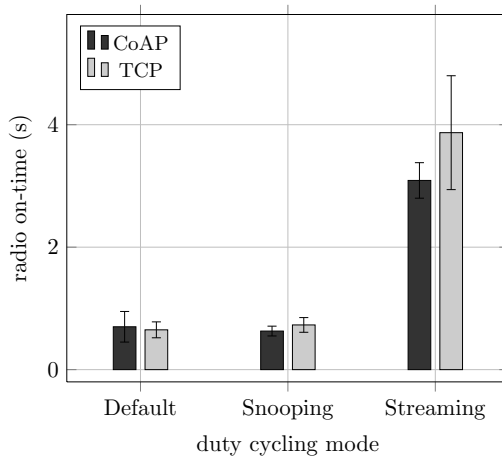 CoAP
TCP
radio on-time (s)
4
2
0
Default Snooping Streaming
duty cycling mode